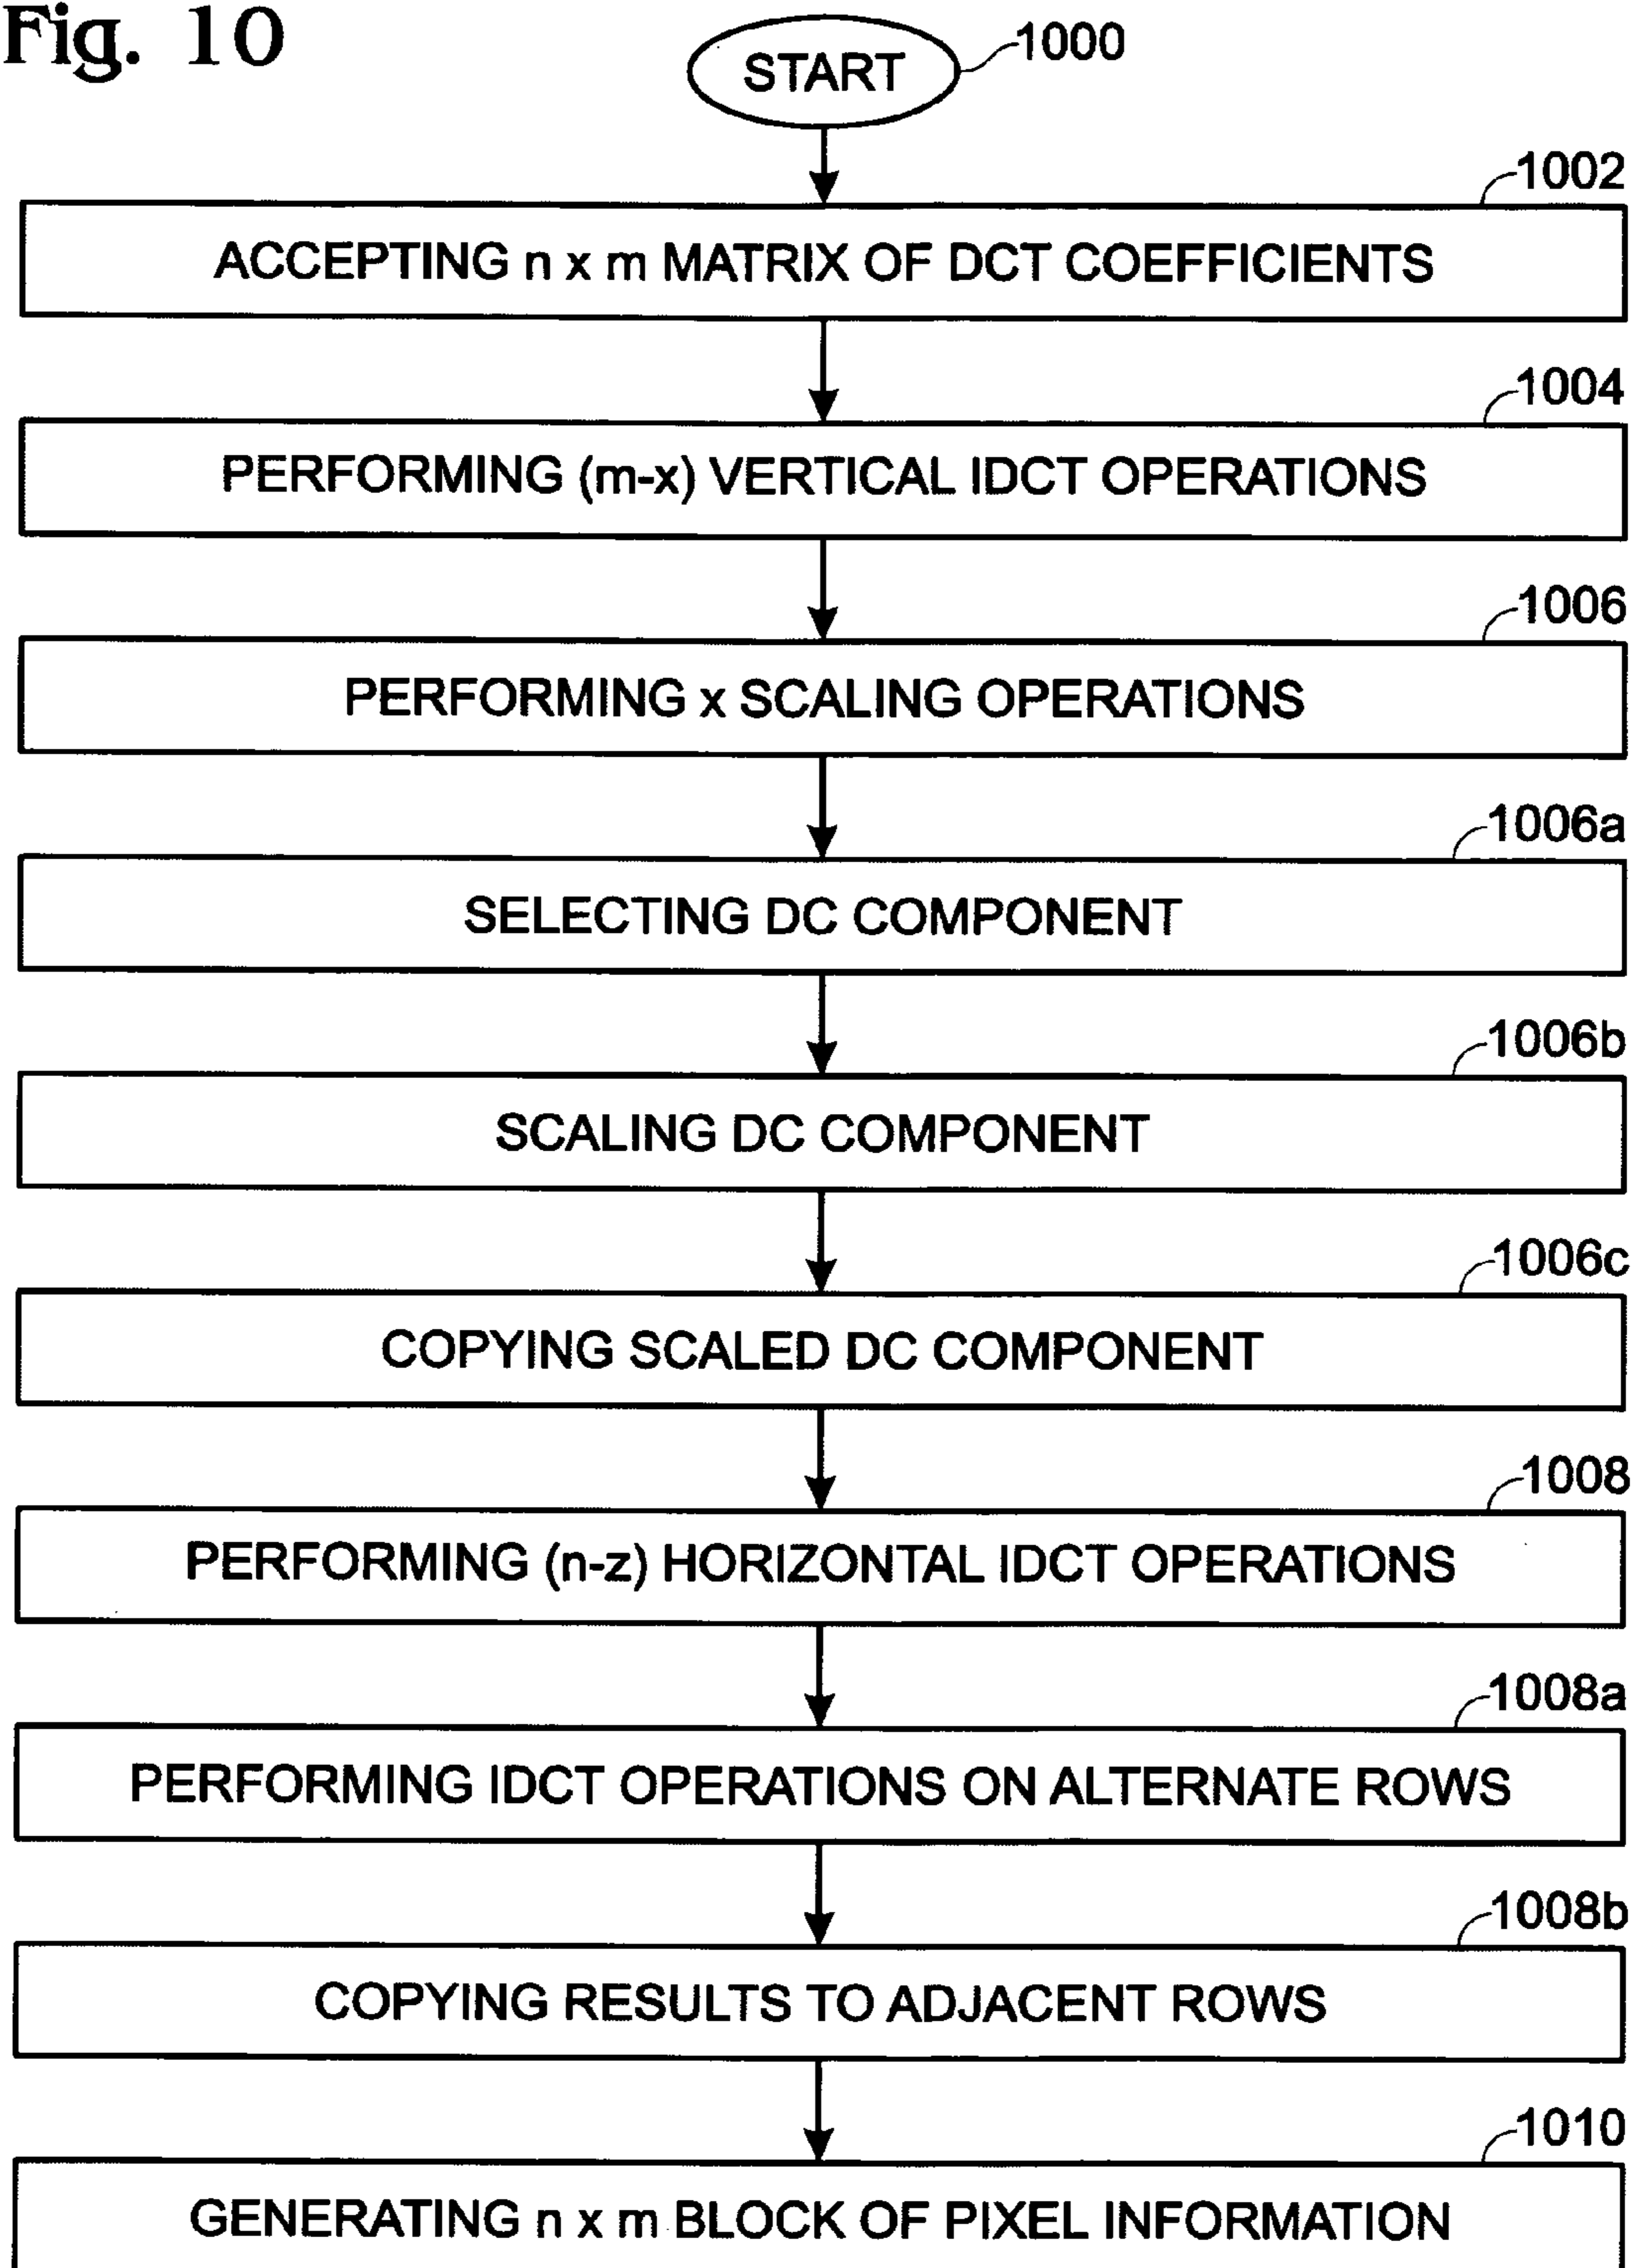 Fig. 10
START
1000
1002
ACCEPTING n x m MATRIX OF DCT COEFFICIENTS
1004
PERFORMING (m-x) VERTICAL IDCT OPERATIONS
1006
PERFORMING x SCALING OPERATIONS
1006a
SELECTING DC COMPONENT
1006b
SCALING DC COMPONENT
1006c
COPYING SCALED DC COMPONENT
1008
PERFORMING (n-z) HORIZONTAL IDCT OPERATIONS
1008a
PERFORMING IDCT OPERATIONS ON ALTERNATE ROWS
1008b
COPYING RESULTS TO ADJACENT ROWS
1010
GENERATING n x m BLOCK OF PIXEL INFORMATION